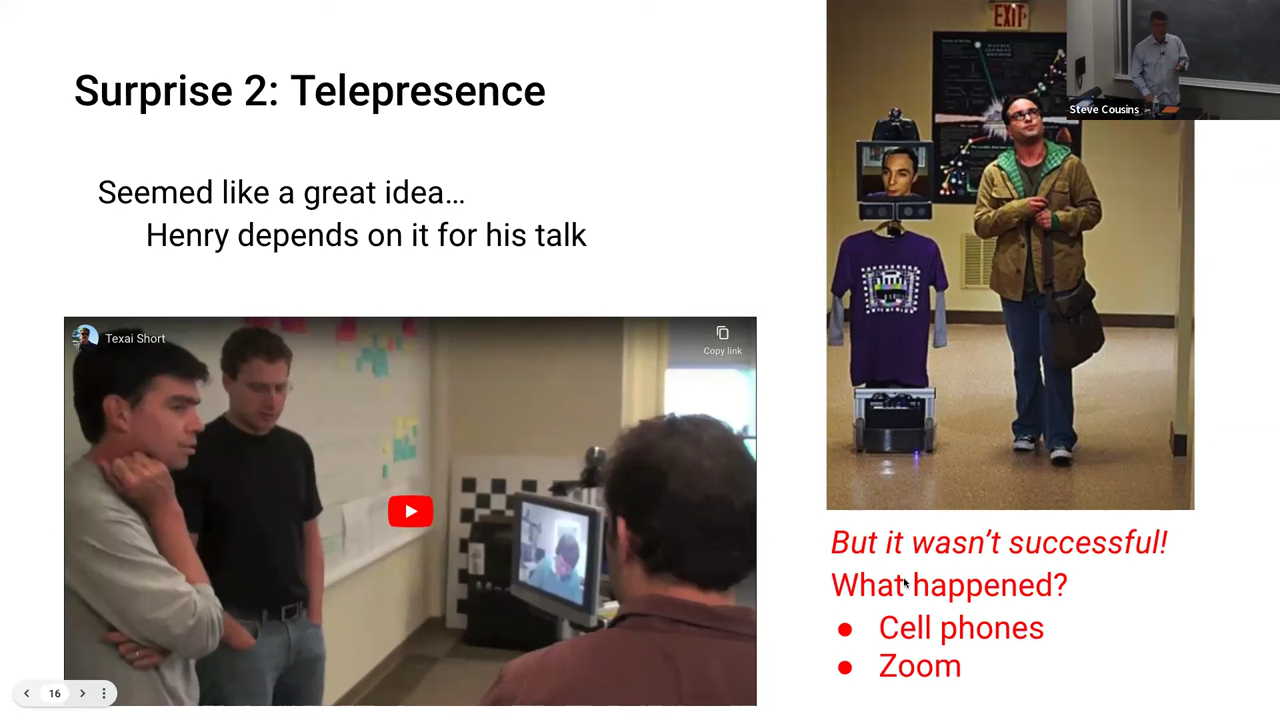 Surprise 2: Telepresence
EXIT
Steve Cousins
Seemed like a great idea…
Henry depends on it for his talk
Texai Short
Copy link
But it wasn't successful!
What happened?
● Cell phones
● Zoom
16